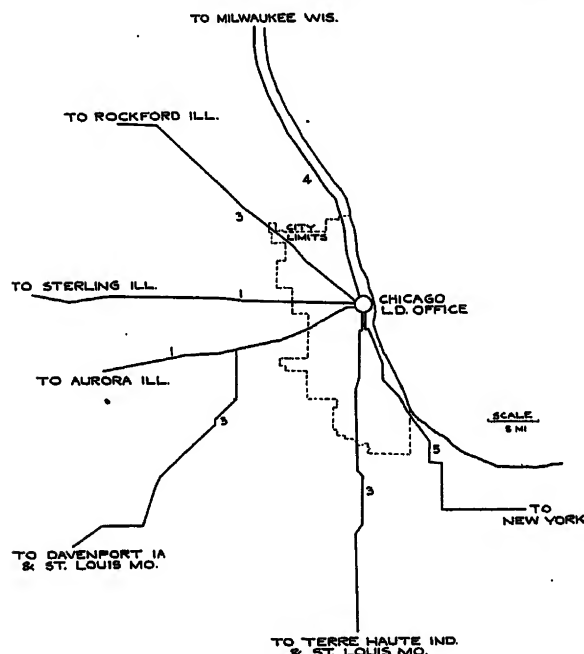 TO MILWAUKEE WIS.
TO ROCKFORD ILL.
4
3
CITY
LIMITS
TO STERLING ILL.
1
CHICAGO
L.D. OFFICE
1
TO AURORA ILL.
3
SCALE
5 MI
5
3
TO
NEW YORK
TO DAVENPORT IA
& ST. LOUIS MO.
TO TERRE HAUTE IND.
& ST. LOUIS MO.